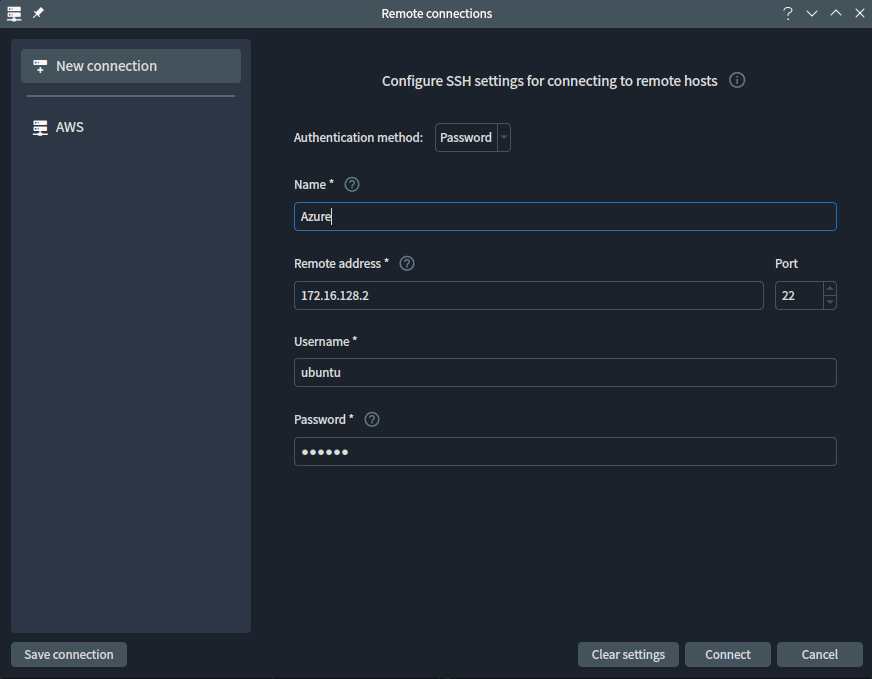 Remote connections
New connection
AWS
Configure SSH settings for connecting to remote hosts
Authentication method: Password
Name *
Azure
Remote address * Port
172.16.128.2 22
Username *
ubuntu
Password *
●●●●●●
Save connection Clear settings Connect Cancel